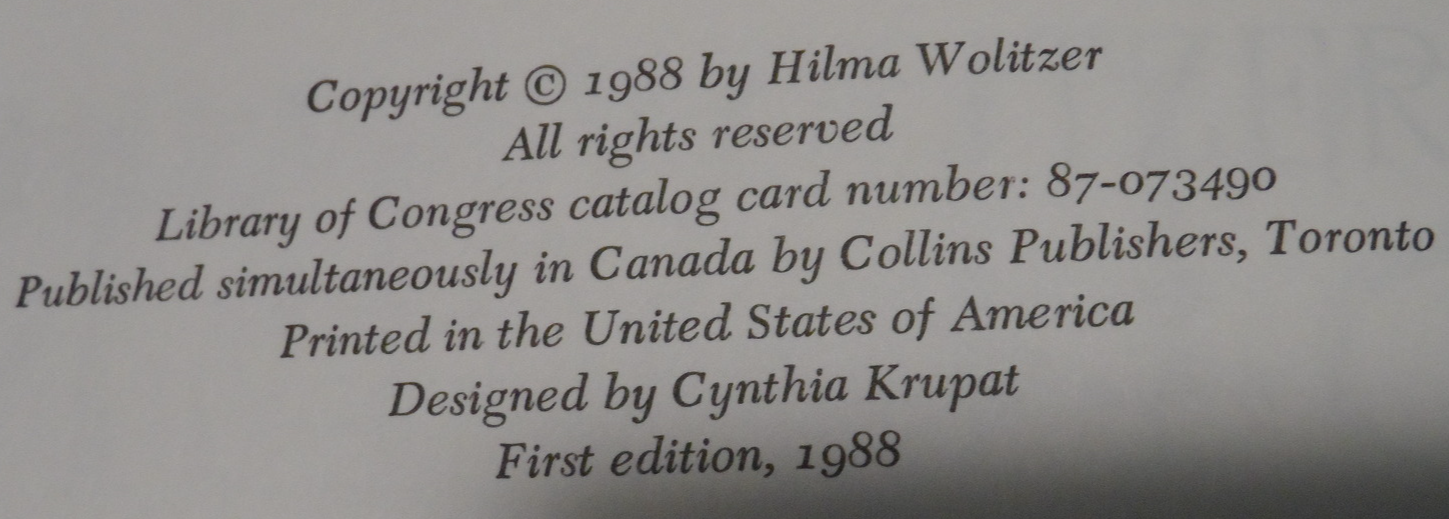 Copyright © 1988 by Hilma Wolitzer
All rights reserved
Library of Congress catalog card number: 87-073490
Published simultaneously in Canada by Collins Publishers, Toronto
Printed in the United States of America
Designed by Cynthia Krupat
First edition, 1988